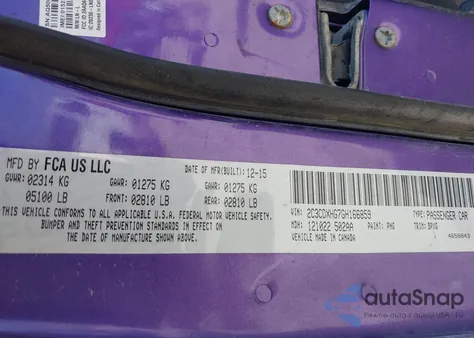 MFD BY FCA US LLC
DATE OF MFR(BUILT): 12-15
GVWR: 02314 KG
GAWR: 01275 KG
GAWR: 01275 KG
05100 LB
FRONT: 02810 LB
REAR: 02810 LB
THIS VEHICLE CONFORMS TO ALL APPLICABLE U.S.A. FEDERAL MOTOR VEHICLE SAFETY,
BUMPER AND THEFT PREVENTION STANDARDS IN EFFECT ON THE
DATE OF MANUFACTURE SHOWN ABOVE.
VIN: 2C3CDXHG7GH166859
TYPE: PASSENGER CAR
MDH: 121022 502AA
PAINT: PHG
TRIM:
MADE IN CANADA
autoSnap